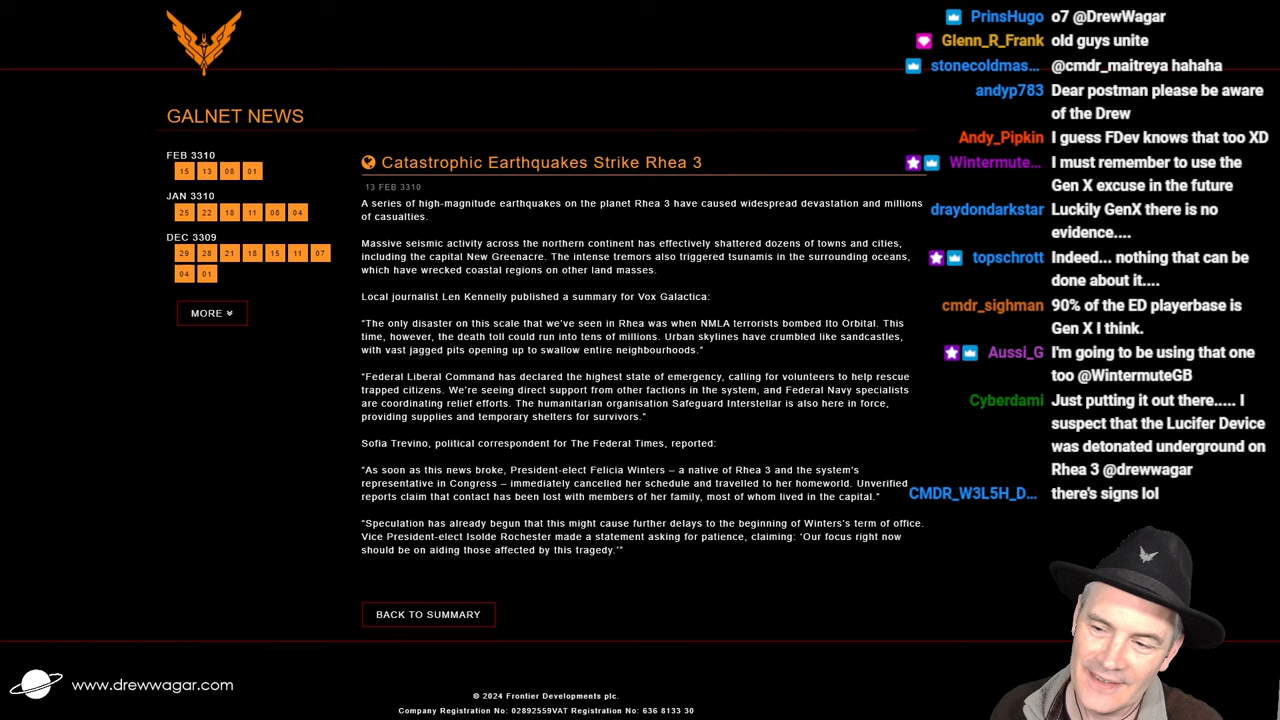 GALNET NEWS
FEB 3310
15 13 08 01
JAN 3310
25 22 18 11 08 04
DEC 3309
29 28 21 18 15 11 07
04 01
MORE
Catastrophic Earthquakes Strike Rhea 3
13 FEB 3310
A series of high-magnitude earthquakes on the planet Rhea 3 have caused widespread devastation and millions
of casualties.
Massive seismic activity across the northern continent has effectively shattered dozens of towns and cities,
including the capital New Greenacre. The intense tremors also triggered tsunamis in the surrounding oceans,
which have wrecked coastal regions on other land masses.
Local journalist Len Kennelly published a summary for Vox Galactica:
“The only disaster on this scale that we’ve seen in Rhea was when NMLA terrorists bombed Ito Orbital. This
time, however, the death toll could run into tens of millions. Urban skylines have crumbled like sandcastles,
with vast jagged pits opening up to swallow entire neighbourhoods.”
“Federal Liberal Command has declared the highest state of emergency, calling for volunteers to help rescue
trapped citizens. We’re seeing direct support from other factions in the system, and Federal Navy specialists
are coordinating relief efforts. The humanitarian organisation Safeguard Interstellar is also here in force,
providing supplies and temporary shelters for survivors.”
Sofia Trevino, political correspondent for The Federal Times, reported:
“As soon as this news broke, President-elect Felicia Winters – a native of Rhea 3 and the system’s
representative in Congress – immediately cancelled her schedule and travelled to her homeworld. Unverified
reports claim that contact has been lost with members of her family, most of whom lived in the capital.”
“Speculation has already begun that this might cause further delays to the beginning of Winters’s term of office.
Vice President-elect Isolde Rochester made a statement asking for patience, claiming: ‘Our focus right now
should be on aiding those affected by this tragedy.’”
BACK TO SUMMARY
PrinsHugo o7 @DrewWagar
Glenn_R_Frank old guys unite
stonecoldmas… @cmdr_maitreya hahaha
andyp783 Dear postman please be aware
of the Drew
Andy_Pipkin I guess FDev knows that too XD
Wintermute… I must remember to use the
Gen X excuse in the future
draydondarkstar Luckily GenX there is no
evidence....
topschrott Indeed... nothing that can be
done about it....
cmdr_sighman 90% of the ED playerbase is
Gen X I think.
Aussi_G I'm going to be using that one
too @WintermuteGB
Cyberdami Just putting it out there..... I
suspect that the Lucifer Device
was detonated underground on
Rhea 3 @drewwagar
CMDR_W3L5H_D… there's signs lol
www.drewwagar.com
© 2024 Frontier Developments plc.
Company Registration No: 02892559VAT Registration No: 636 8133 30